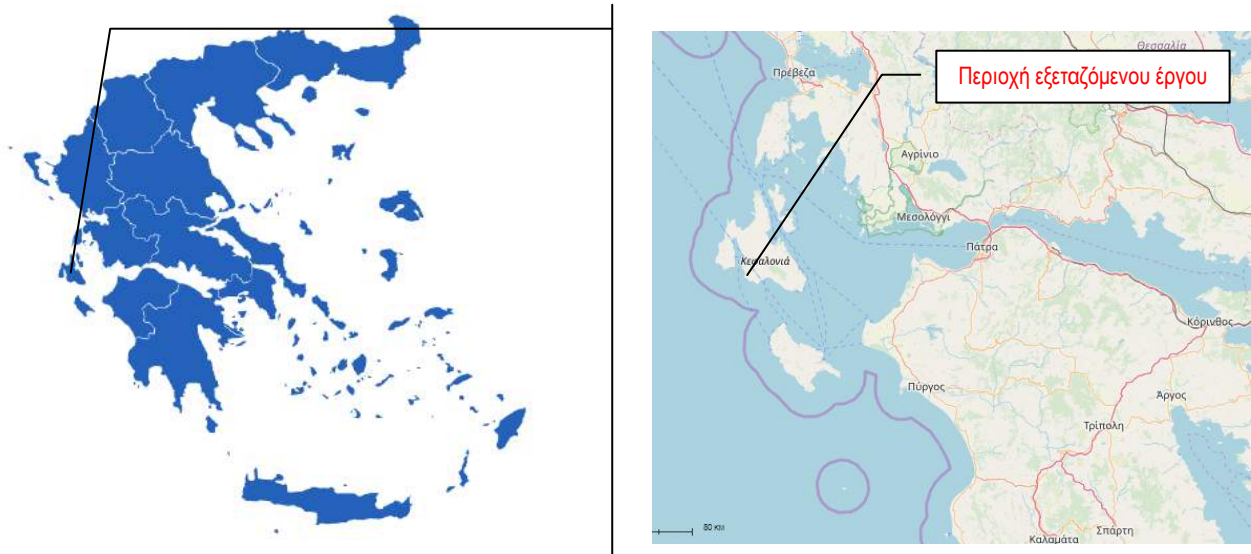 Θεσσαλία
Πρέβεζα
Περιοχή εξεταζόμενου έργου
Αγρίνιο
Μεσολόγγι
Πάτρα
Κεφαλονιά
Κόρινθος
Πύργος
Άργος
Τρίπολη
80 KM
Σπάρτη
Καλαμάτα